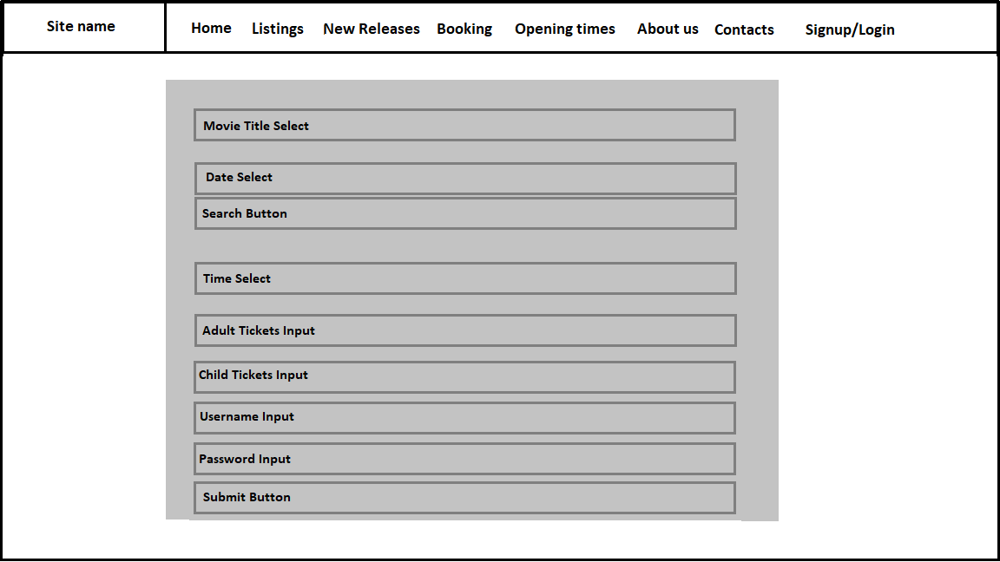 Site name Home Listings New Releases Booking Opening times About us Contacts Signup/Login
Movie Title Select
Date Select
Search Button
Time Select
Adult Tickets Input
Child Tickets Input
Username Input
Password Input
Submit Button